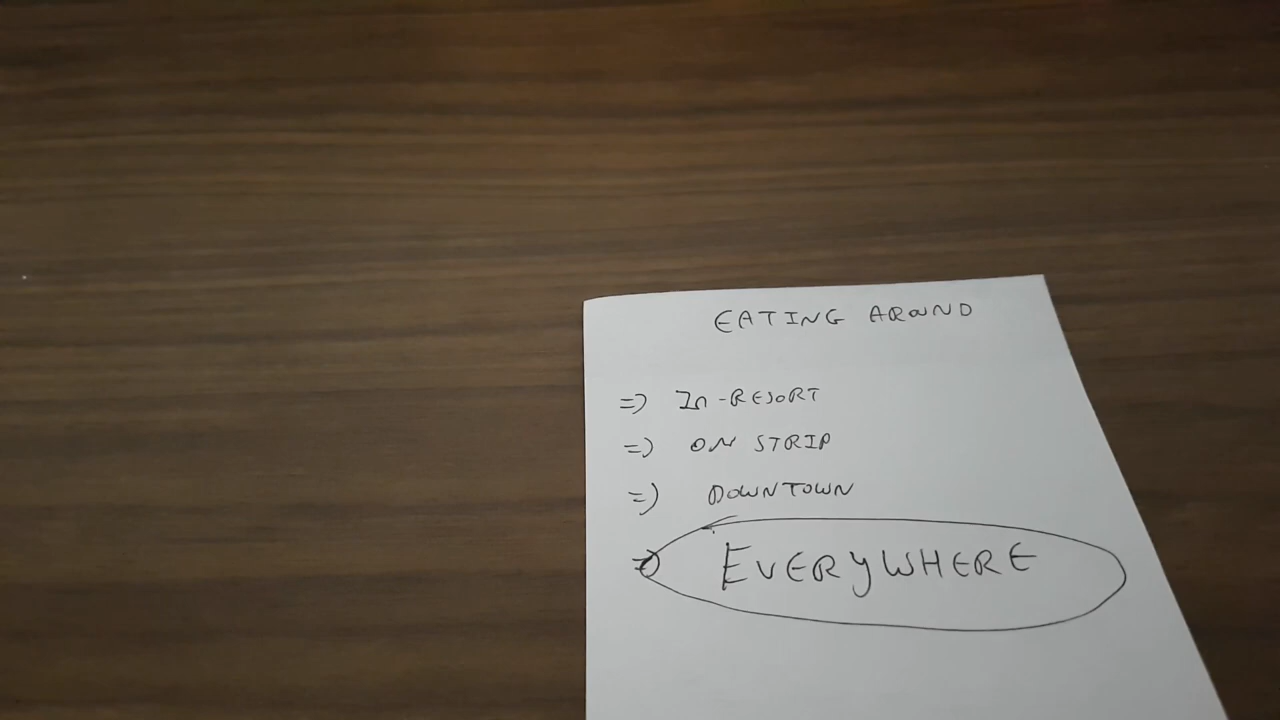 EATING AROUND
=> In-RESORT
=> ON STRIP
=> DOWNTOWN
=> EVERYWHERE